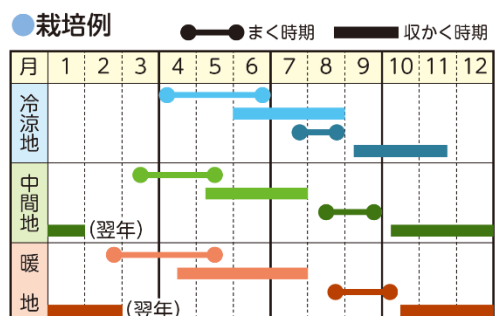 ●栽培例
まく時期 収かく時期
月 1 2 3 4 5 6 7 8 9 10 11 12
冷涼地
中間地
(翌年)
暖地
(翌年)